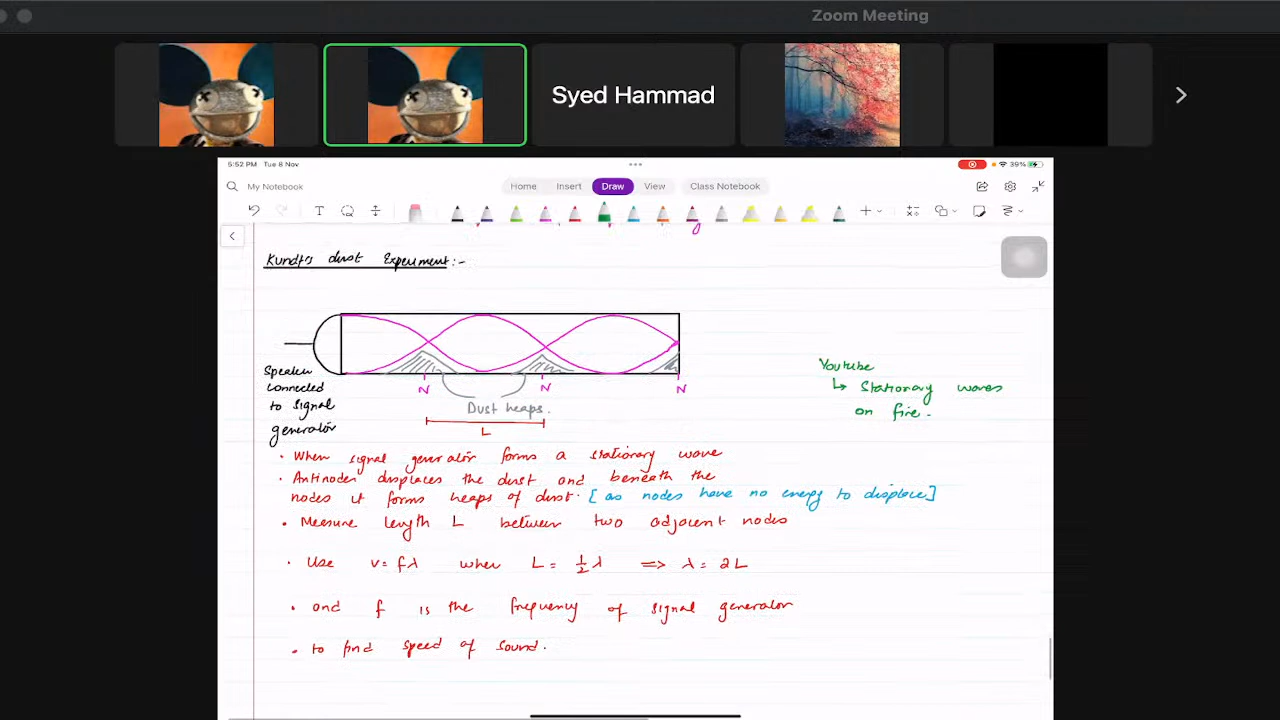 Zoom Meeting
Syed Hammad
5:52 PM Tue 8 Nov
39%
My Notebook
Home Insert Draw View Class Notebook
Kundt's dust Experiment :-
Speaker
connected
to signal
generator
N N N
Dust heaps.
L
Youtube
↳ Stationary waves
on fire.
• When signal generator forms a stationary wave
• Antinodes displaces the dust and beneath the
nodes it forms heaps of dust. [as nodes have no energy to displace]
• Measure length L between two adjacent nodes
• Use v = fλ when L = 1/2 λ ⟹ λ = 2L
• and f is the frequency of signal generator
• to find speed of sound.